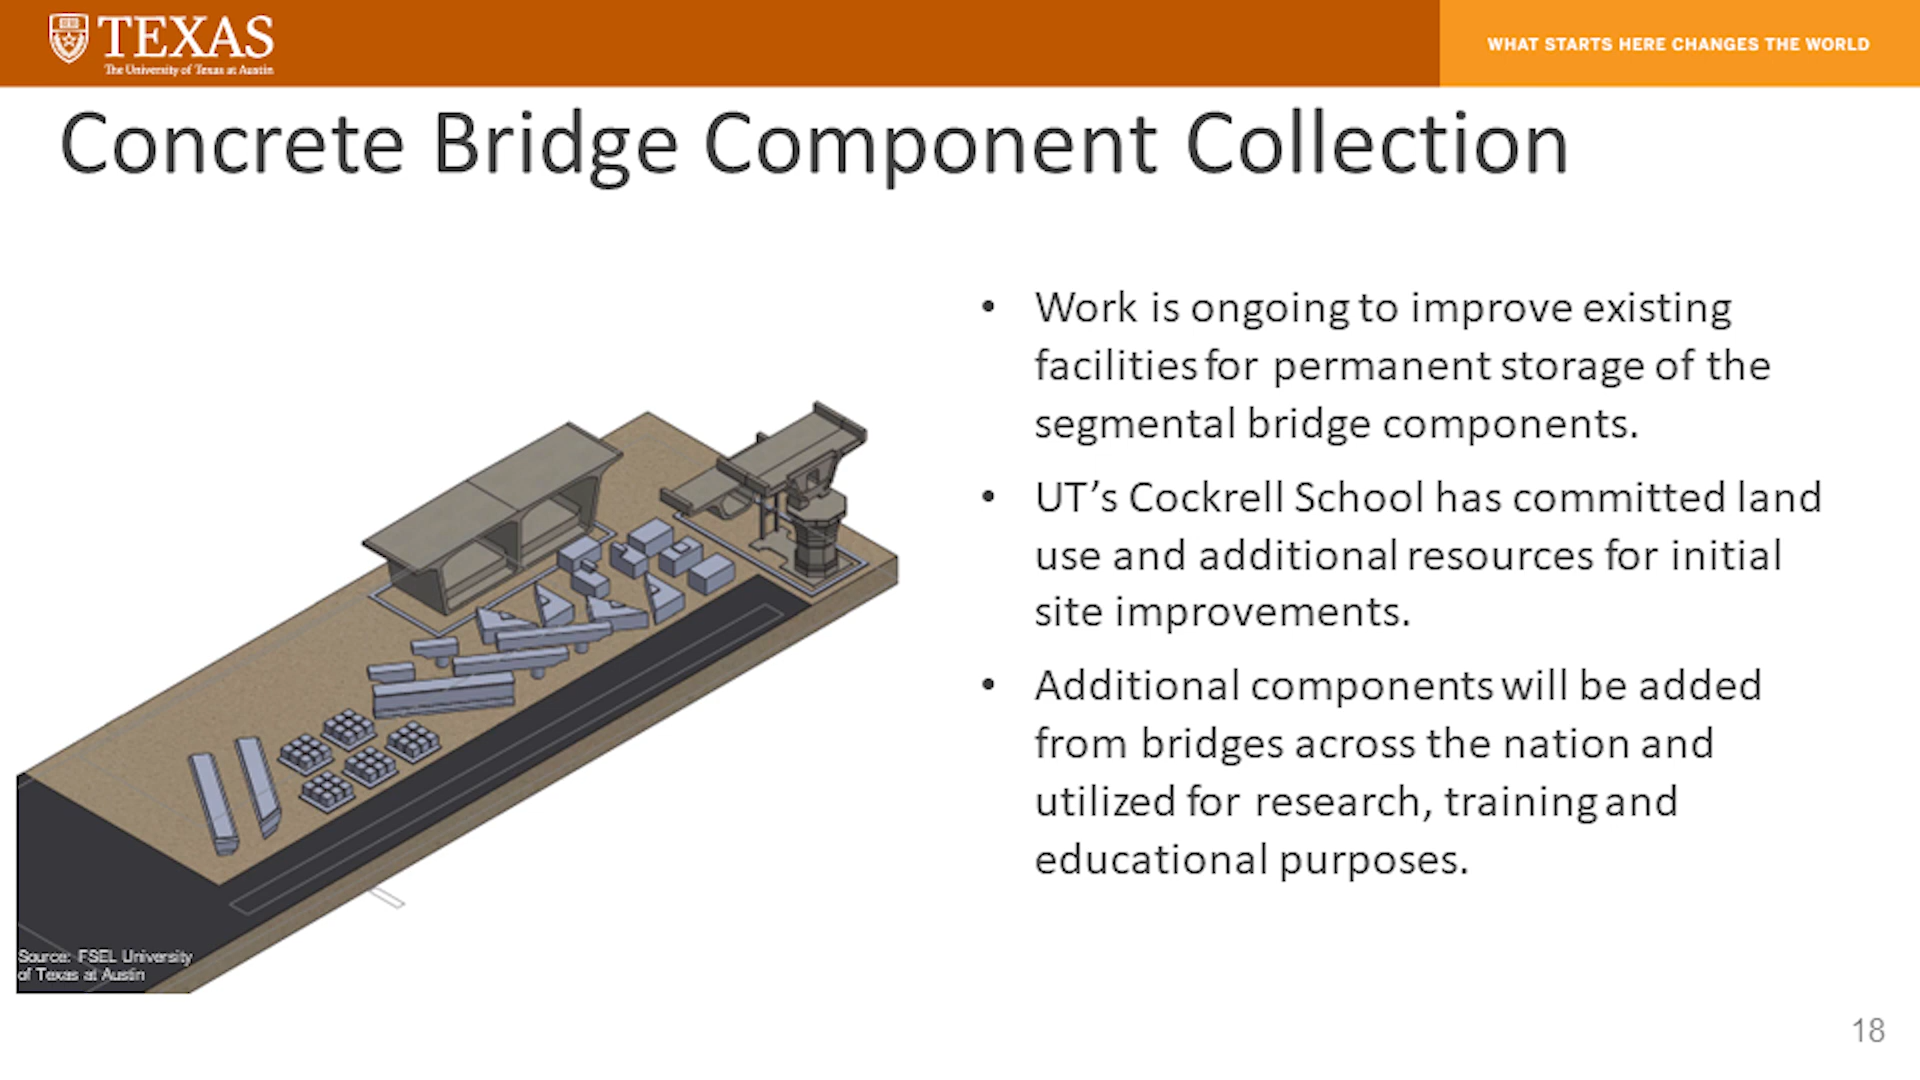 TEXAS
The University of Texas at Austin
WHAT STARTS HERE CHANGES THE WORLD
Concrete Bridge Component Collection
• Work is ongoing to improve existing
facilities for permanent storage of the
segmental bridge components.
• UT’s Cockrell School has committed land
use and additional resources for initial
site improvements.
• Additional components will be added
from bridges across the nation and
utilized for research, training and
educational purposes.
Source: FSEL University
of Texas at Austin
18